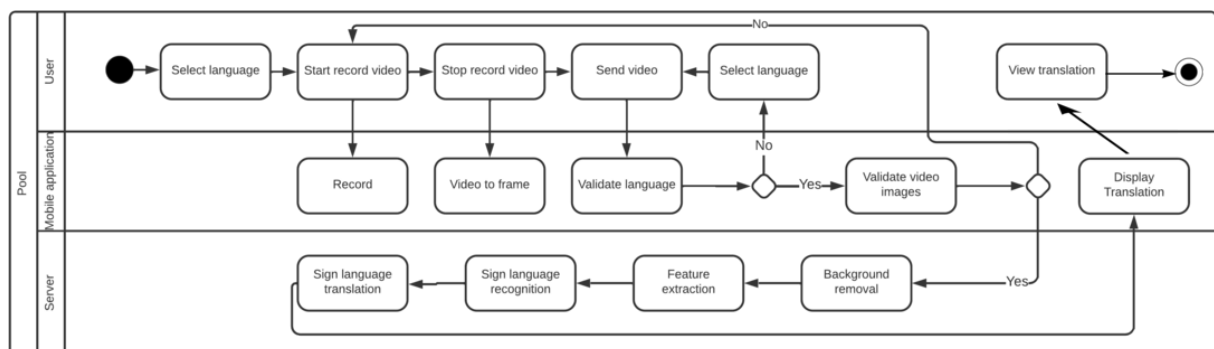 Pool
User
Select language
Start record video
Stop record video
Send video
Select language
No
View translation
Mobile application
Record
Video to frame
Validate language
No
Yes
Validate video
images
Display
Translation
Server
Sign language
translation
Sign language
recognition
Feature
extraction
Background
removal
Yes